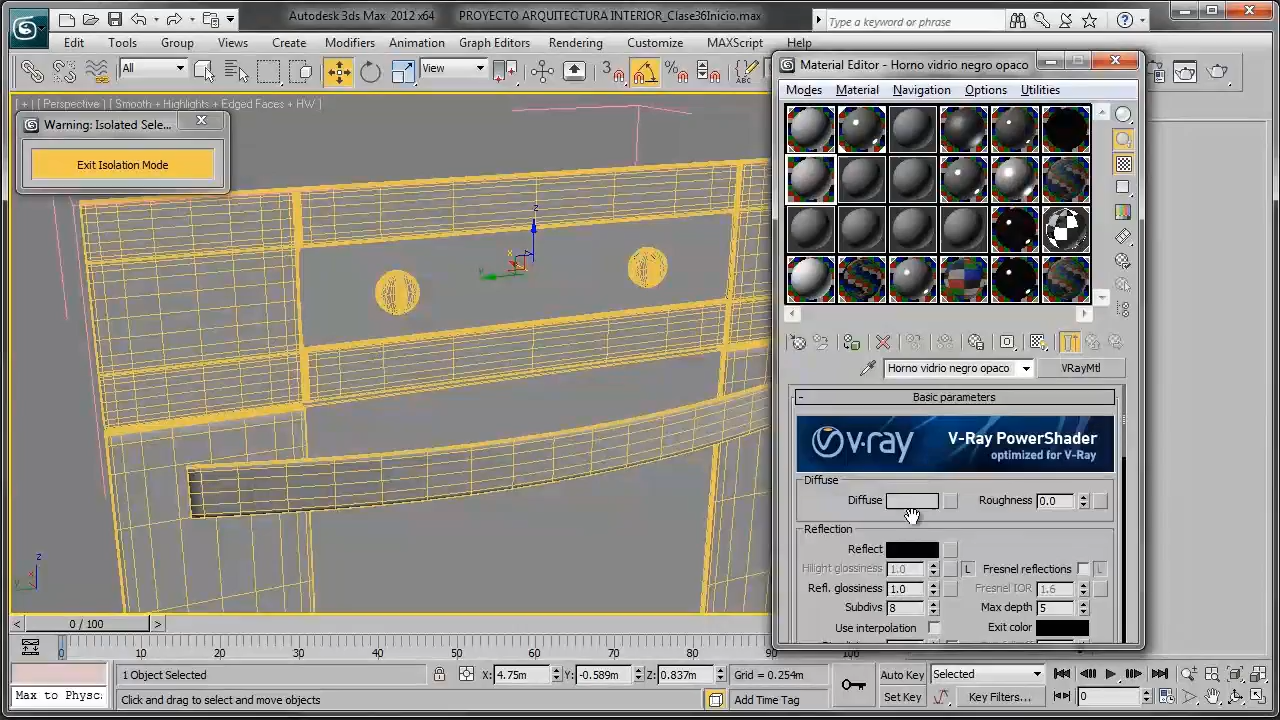 Autodesk 3ds Max 2012 x64 PROYECTO ARQUITECTURA INTERIOR_Clase36Inicio.max
Type a keyword or phrase
Edit Tools Group Views Create Modifiers Animation Graph Editors Rendering Customize MAXScript Help
All
View
3
[ + ] [ Perspective ] [ Smooth + Highlights + Edged Faces + HW ]
Warning: Isolated Sele...
Exit Isolation Mode
z
x
y
z
y
Material Editor - Horno vidrio negro opaco
Modes Material Navigation Options Utilities
Horno vidrio negro opaco
VRayMtl
- Basic parameters
v·ray
V-Ray PowerShader
optimized for V-Ray
Diffuse
Diffuse
Roughness 0.0
Reflection
Reflect
Hilight glossiness 1.0 L Fresnel reflections L
Refl. glossiness 1.0 Fresnel IOR 1.6
Subdivs 8 Max depth 5
Use interpolation Exit color
0 / 100
0 10 20 30 40 50 60 70 80 90 100
1 Object Selected
X: 4.75m Y: -0.589m Z: 0.837m Grid = 0.254m
Auto Key Selected
Max to Physc. Click and drag to select and move objects
Add Time Tag
Set Key Key Filters... 0